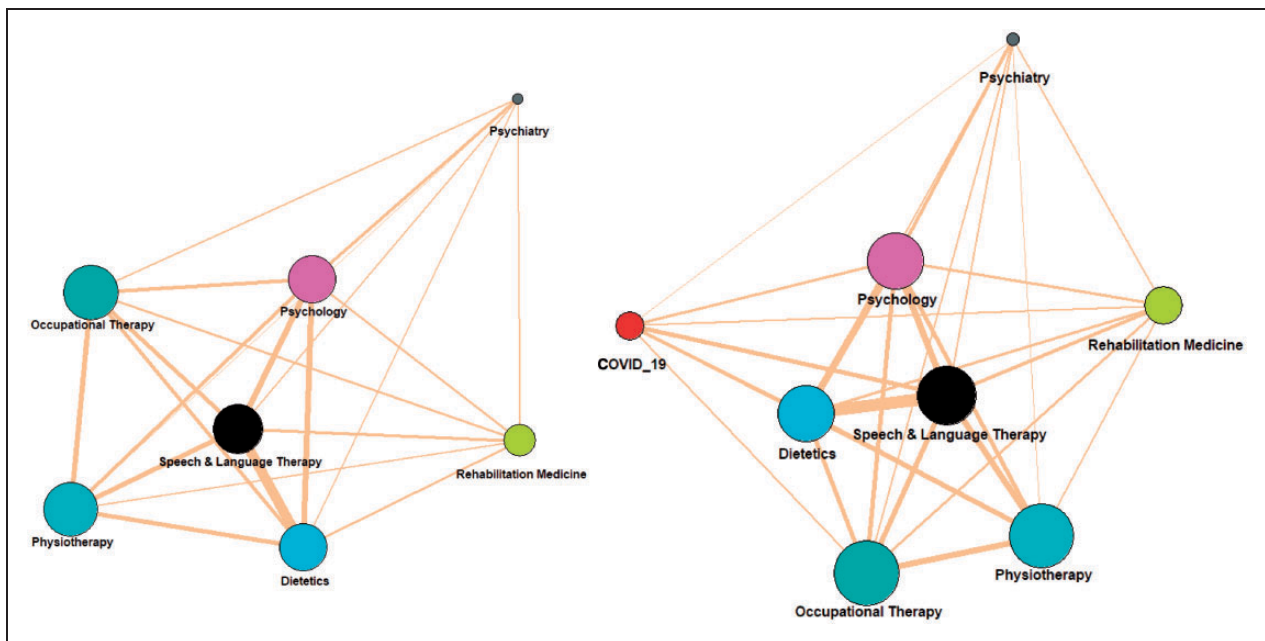 Psychiatry
Psychology
Occupational Therapy
Speech & Language Therapy
Rehabilitation Medicine
Physiotherapy
Dietetics
Psychiatry
Psychology
Rehabilitation Medicine
COVID_19
Speech & Language Therapy
Dietetics
Physiotherapy
Occupational Therapy